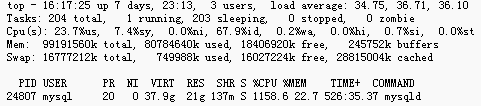 top - 16:17:25 up 7 days, 23:13,  3 users,  load average: 34.75, 36.71, 36.10
Tasks: 204 total,   1 running, 203 sleeping,   0 stopped,   0 zombie
Cpu(s): 23.7%us,  7.4%sy,  0.0%ni, 67.9%id,  0.2%wa,  0.0%hi,  0.7%si,  0.0%st
Mem:  99191560k total, 80784640k used, 18406920k free,   245752k buffers
Swap: 16777212k total,   749988k used, 16027224k free, 28815004k cached
PID USER      PR  NI  VIRT  RES  SHR S %CPU %MEM    TIME+  COMMAND
24807 mysql     20   0 37.9g  21g 137m S 1158.6 22.7 526:35.37 mysqld